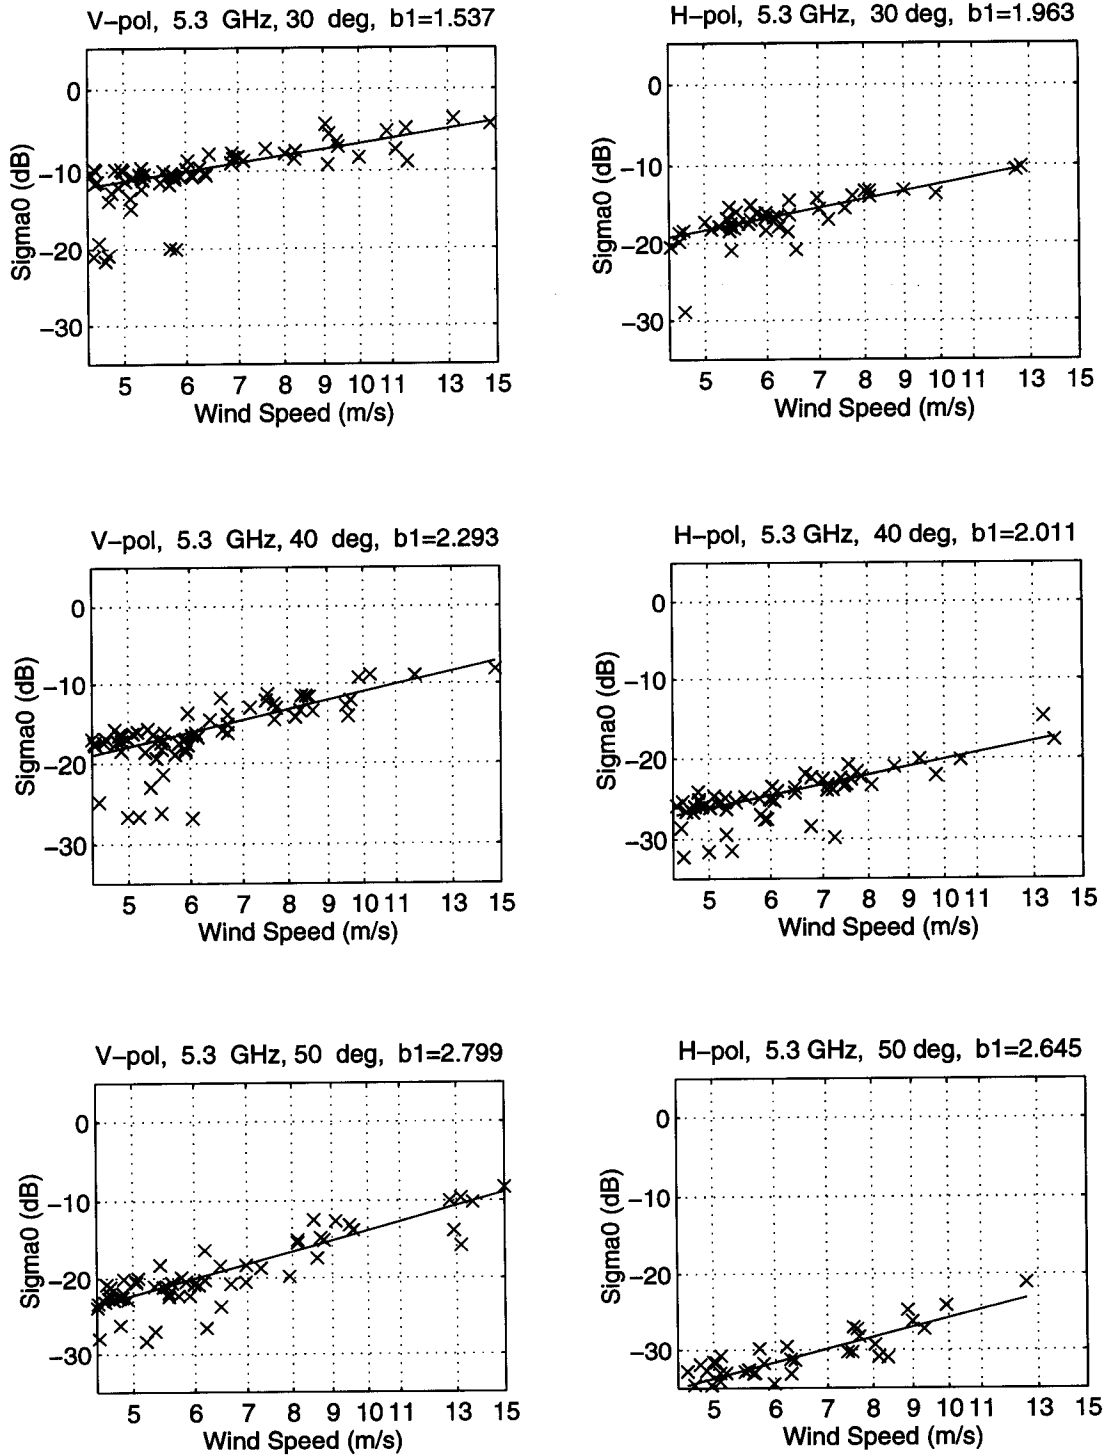 V-pol, 5.3 GHz, 30 deg, b1=1.537
0
-10
-20
-30
Sigma0 (dB)
5 6 7 8 9 10 11 13 15
Wind Speed (m/s)
H-pol, 5.3 GHz, 30 deg, b1=1.963
0
-10
-20
-30
Sigma0 (dB)
5 6 7 8 9 10 11 13 15
Wind Speed (m/s)
V-pol, 5.3 GHz, 40 deg, b1=2.293
0
-10
-20
-30
Sigma0 (dB)
5 6 7 8 9 10 11 13 15
Wind Speed (m/s)
H-pol, 5.3 GHz, 40 deg, b1=2.011
0
-10
-20
-30
Sigma0 (dB)
5 6 7 8 9 10 11 13 15
Wind Speed (m/s)
V-pol, 5.3 GHz, 50 deg, b1=2.799
0
-10
-20
-30
Sigma0 (dB)
5 6 7 8 9 10 11 13 15
Wind Speed (m/s)
H-pol, 5.3 GHz, 50 deg, b1=2.645
0
-10
-20
-30
Sigma0 (dB)
5 6 7 8 9 10 11 13 15
Wind Speed (m/s)